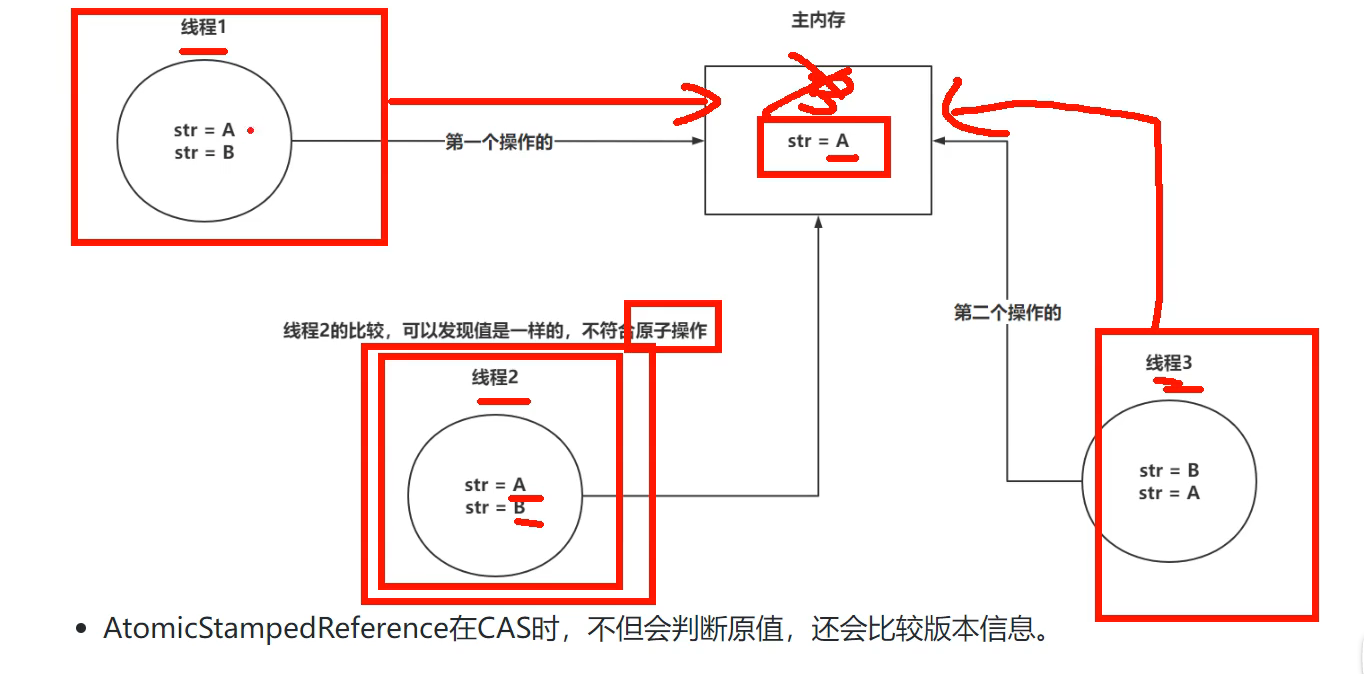 线程1
主内存
str = A
str = B
第一个操作的
str = A
第二个操作的
线程2的比较，可以发现值是一样的，不符合原子操作
线程2
线程3
str = A
str = B
str = B
str = A
AtomicStampedReference在CAS时，不但会判断原值，还会比较版本信息。